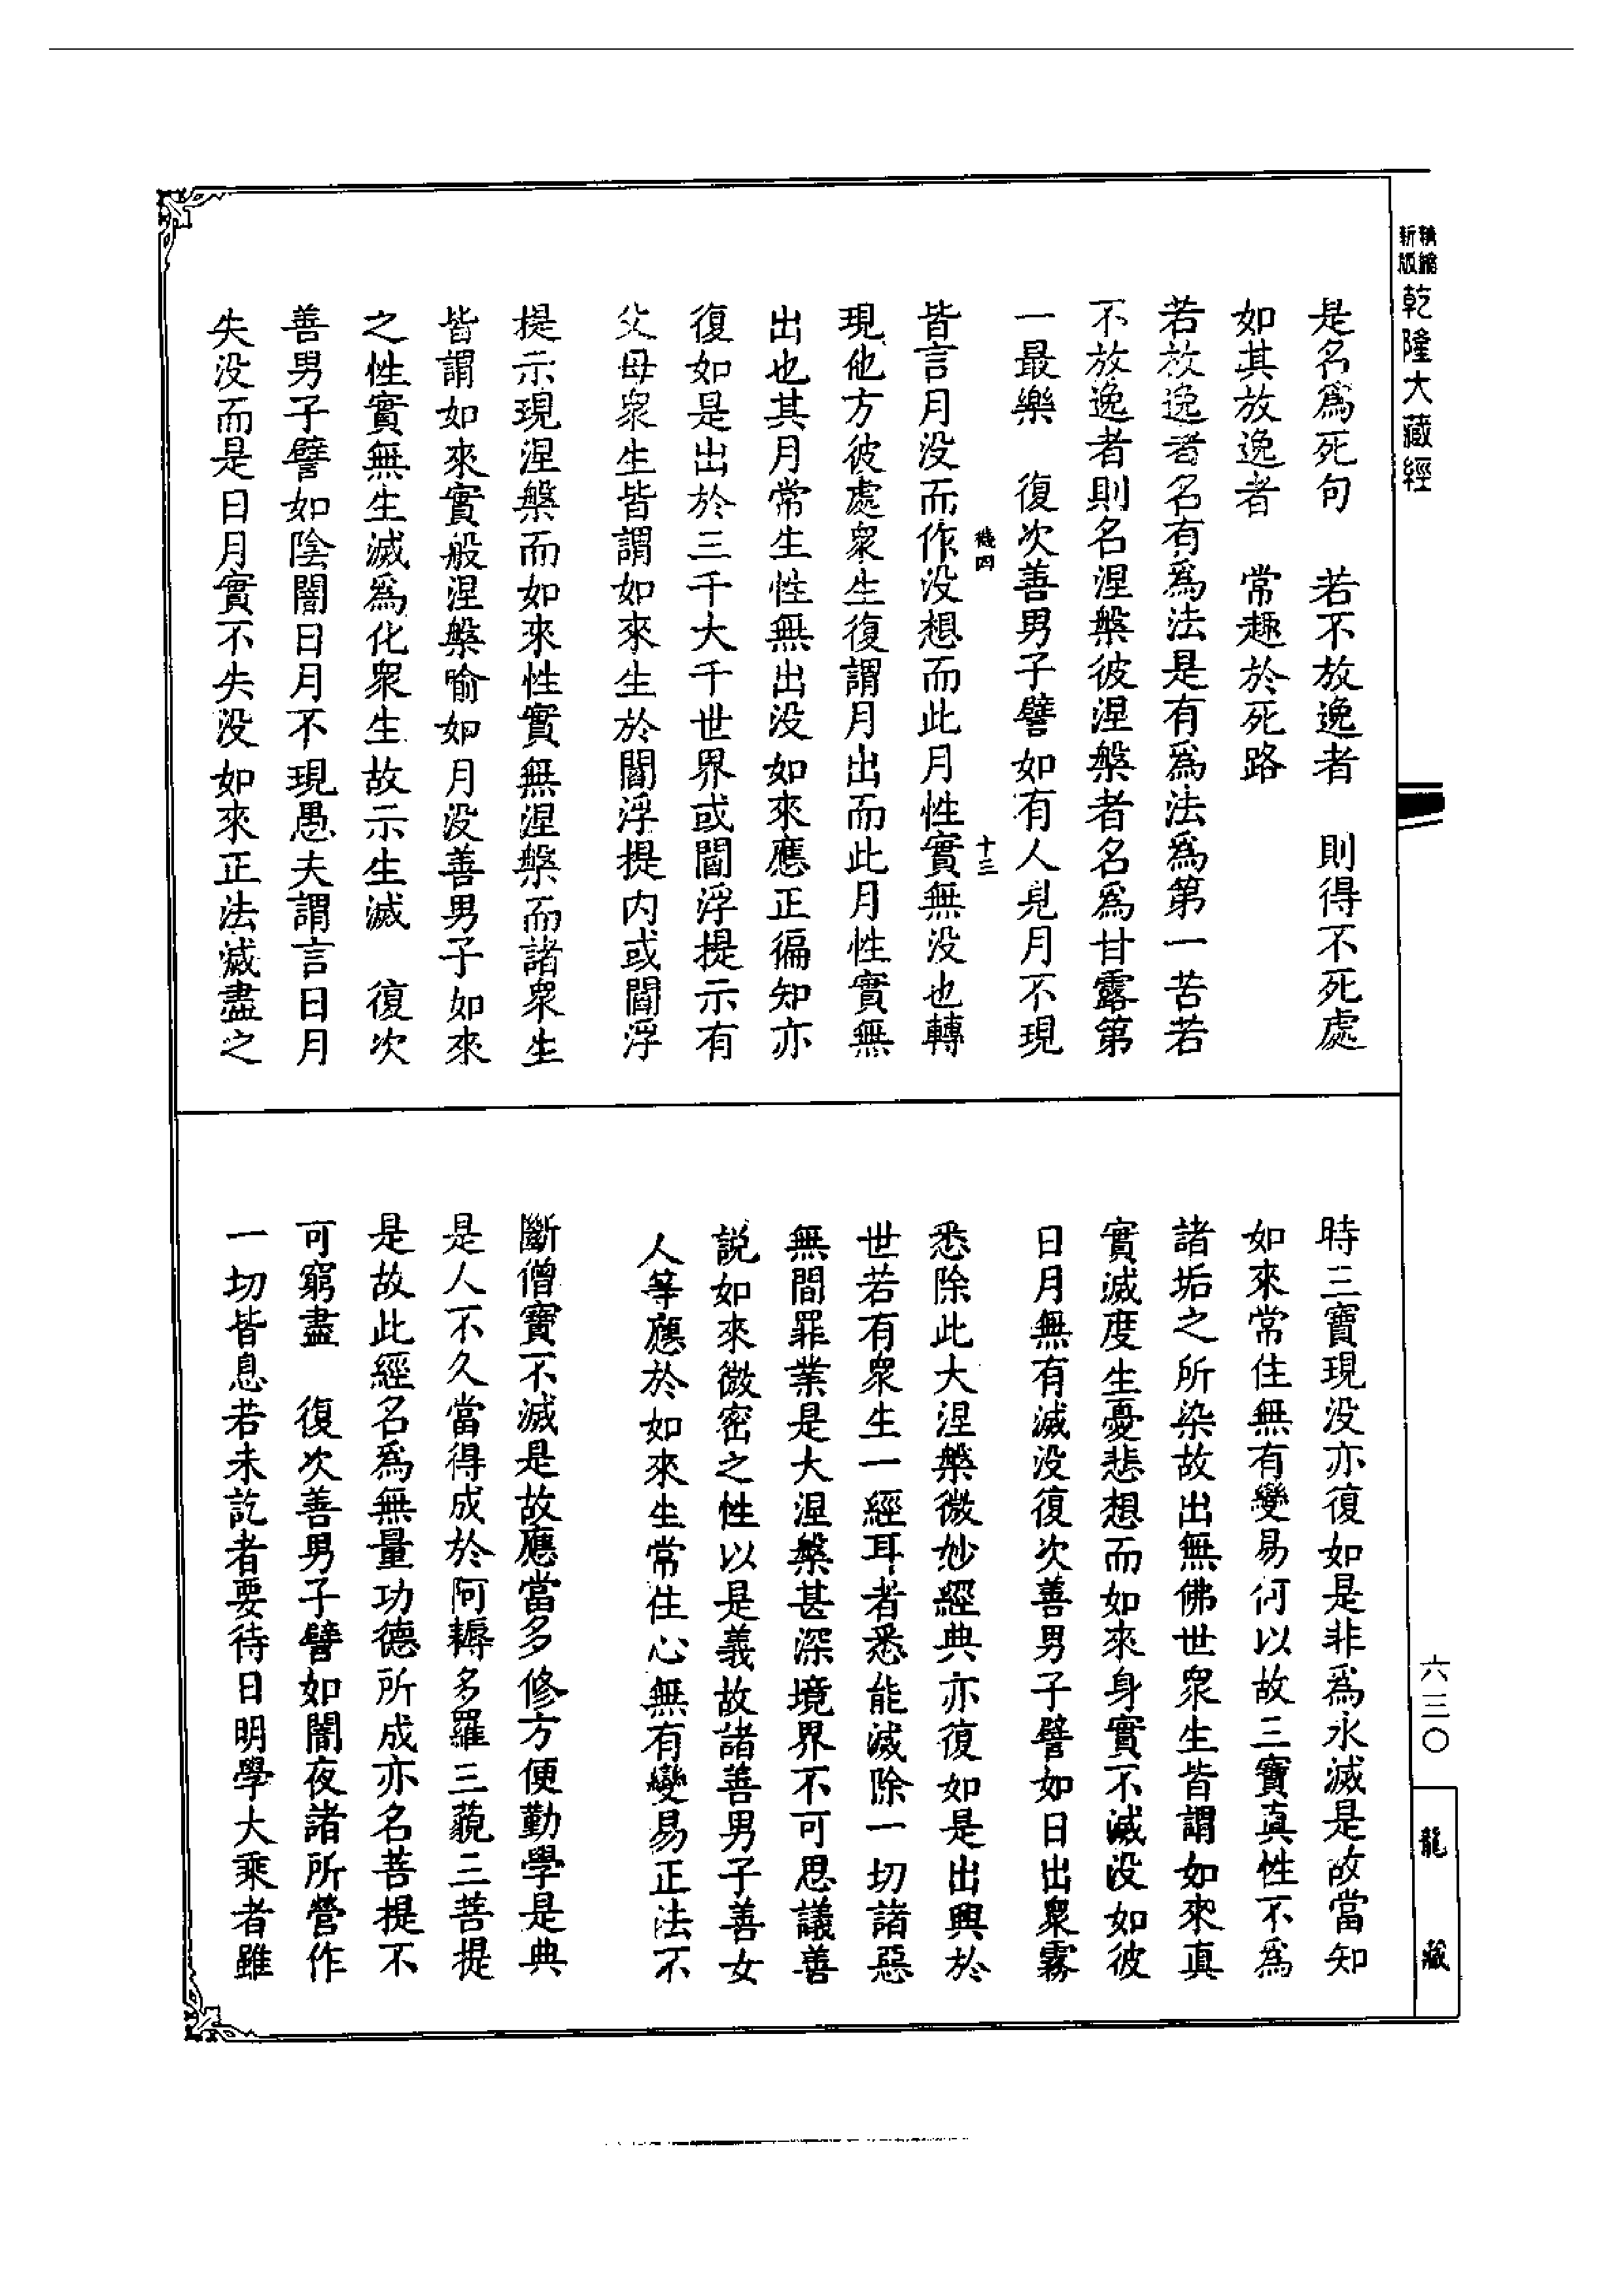 精縮新版
乾隆大藏經
是名爲死句　若不放逸者　則得不死處
如其放逸者　常趣於死路
若放逸者名有爲法是有爲法爲第一苦若
不放逸者則名涅槃彼涅槃者名爲甘露第
一最樂　復次善男子譬如有人見月不現
十三
皆言月没而作没想而此月性實無没也轉
現他方彼處衆生復謂月出而此月性實無
出也其月常生性無出没如來應正徧知亦
復如是出於三千大千世界或閻浮提示有
父母衆生皆謂如來生於閻浮提内或閻浮
提示現涅槃而如來性實無涅槃而諸衆生
皆謂如來實般涅槃喻如月没善男子如來
之性實無生滅爲化衆生故示生滅　復次
善男子譬如陰闇日月不現愚夫謂言日月
失没而是日月實不失没如來正法滅盡之
時三寶現没亦復如是非爲永滅是故當知
如來常住無有變易何以故三寶真性不爲
諸垢之所染故出無佛世衆生皆謂如來真
實滅度生憂悲想而如來身實不滅没如彼
日月無有滅没復次善男子譬如日出衆霧
悉除此大涅槃微妙經典亦復如是出興於
世若有衆生一經耳者悉能滅除一切諸惡
無間罪業是大涅槃甚深境界不可思議善
説如來微密之性以是義故諸善男子善女
人等應於如來生常住心無有變易正法不
斷僧寶不滅是故應當多修方便勤學是典
是人不久當得成於阿耨多羅三藐三菩提
是故此經名爲無量功德所成亦名菩提不
可窮盡　復次善男子譬如闇夜諸所營作
一切皆息若未訖者要待日明學大乘者雖
六三〇
龍藏